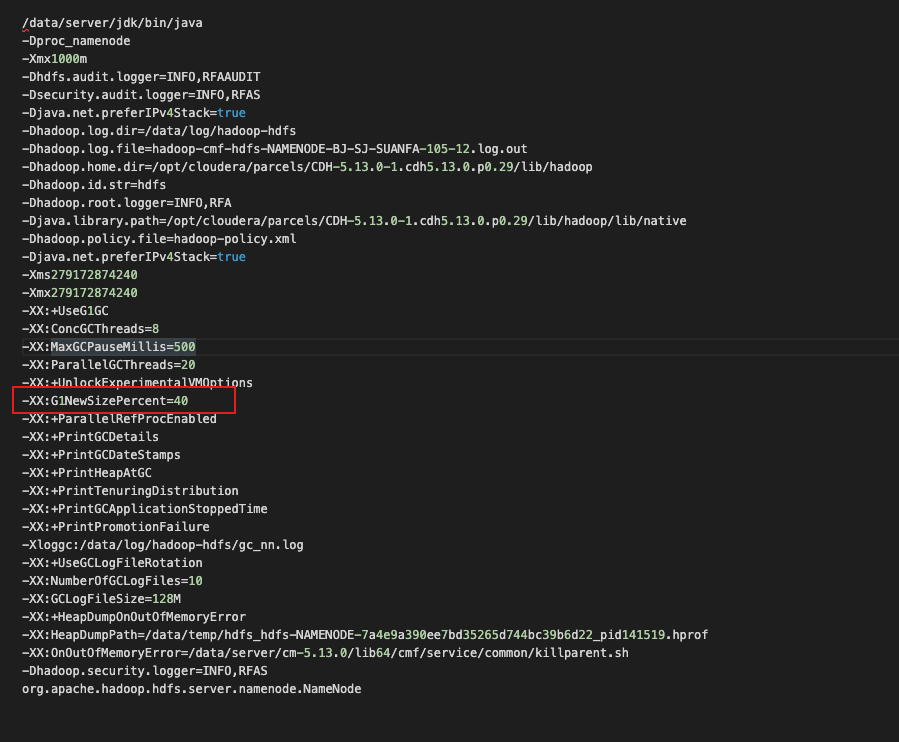 /data/server/jdk/bin/java
-Dproc_namenode
-Xmx1000m
-Dhdfs.audit.logger=INFO,RFAAUDIT
-Dsecurity.audit.logger=INFO,RFAS
-Djava.net.preferIPv4Stack=true
-Dhadoop.log.dir=/data/log/hadoop-hdfs
-Dhadoop.log.file=hadoop-cmf-hdfs-NAMENODE-BJ-SJ-SUANFA-105-12.log.out
-Dhadoop.home.dir=/opt/cloudera/parcels/CDH-5.13.0-1.cdh5.13.0.p0.29/lib/hadoop
-Dhadoop.id.str=hdfs
-Dhadoop.root.logger=INFO,RFA
-Djava.library.path=/opt/cloudera/parcels/CDH-5.13.0-1.cdh5.13.0.p0.29/lib/hadoop/lib/native
-Dhadoop.policy.file=hadoop-policy.xml
-Djava.net.preferIPv4Stack=true
-Xms279172874240
-Xmx279172874240
-XX:+UseG1GC
-XX:ConcGCThreads=8
-XX:MaxGCPauseMillis=500
-XX:ParallelGCThreads=20
-XX:+UnlockExperimentalVMOptions
-XX:G1NewSizePercent=40
-XX:+ParallelRefProcEnabled
-XX:+PrintGCDetails
-XX:+PrintGCDateStamps
-XX:+PrintHeapAtGC
-XX:+PrintTenuringDistribution
-XX:+PrintGCApplicationStoppedTime
-XX:+PrintPromotionFailure
-Xloggc:/data/log/hadoop-hdfs/gc_nn.log
-XX:+UseGCLogFileRotation
-XX:NumberOfGCLogFiles=10
-XX:GCLogFileSize=128M
-XX:+HeapDumpOnOutOfMemoryError
-XX:HeapDumpPath=/data/temp/hdfs_hdfs-NAMENODE-7a4e9a390ee7bd35265d744bc39b6d22_pid141519.hprof
-XX:OnOutOfMemoryError=/data/server/cm-5.13.0/lib64/cmf/service/common/killparent.sh
-Dhadoop.security.logger=INFO,RFAS
org.apache.hadoop.hdfs.server.namenode.NameNode